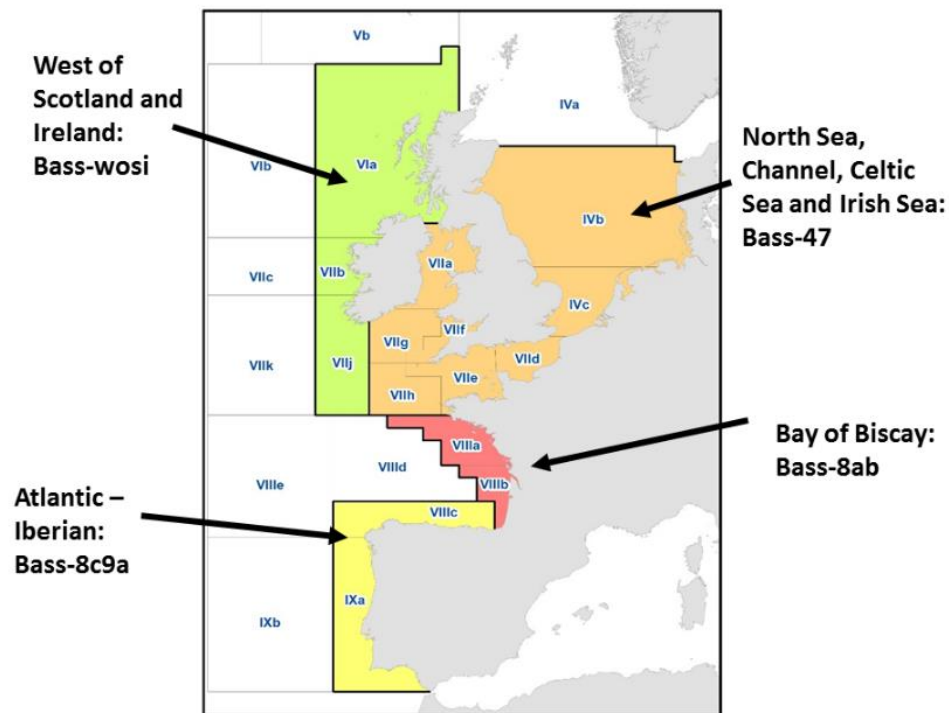 Vb
West of
Scotland and
Ireland:
Bass-wosi
IVa
VIb
VIa
North Sea,
Channel, Celtic
Sea and Irish Sea:
Bass-47
IVb
VIIc
VIIb
VIIa
IVc
VIIk
VIIj
VIIg
VIIf
VIId
VIIe
VIIh
VIIIa
Bay of Biscay:
Bass-8ab
VIIId
VIIIb
VIIIe
VIIIc
Atlantic –
Iberian:
Bass-8c9a
IXb
IXa